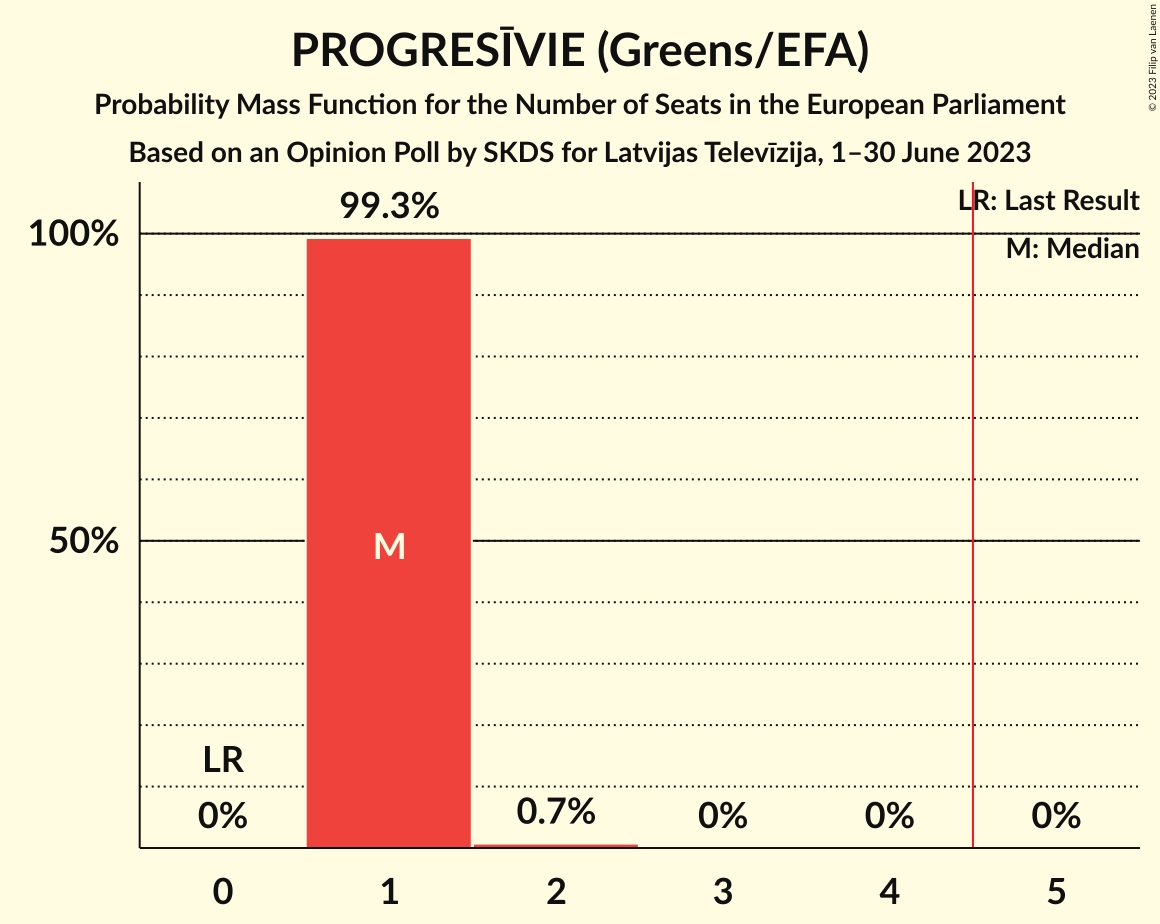 PROGRESĪVIE (Greens/EFA)
Probability Mass Function for the Number of Seats in the European Parliament
Based on an Opinion Poll by SKDS for Latvijas Televīzija, 1–30 June 2023
© 2023 Filip van Laenen
LR: Last Result
M: Median
100%
50%
99.3%
M
LR
0%
0.7%
0%
0%
0%
0 1 2 3 4 5